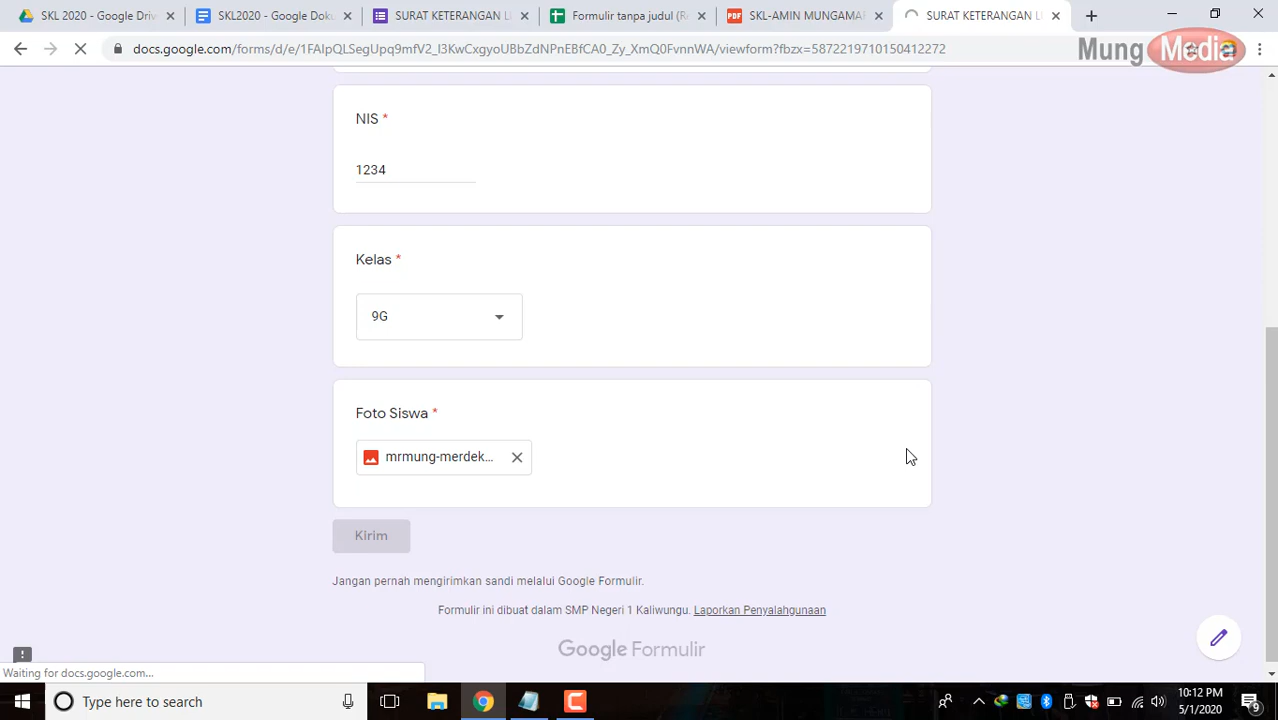 SKL 2020 - Google Driv
SKL2020 - Google Doku
SURAT KETERANGAN L
Formulir tanpa judul (R
SKL-AMIN MUNGAMA
SURAT KETERANGAN L
docs.google.com/forms/d/e/1FAIpQLSegUpq9mfV2_I3KwCxgyoUBbZdNPnEBfCA0_Zy_XmQ0FvnnWA/viewform?fbzx=5872219710150412272
Mung Media
NIS *
1234
Kelas *
9G
Foto Siswa *
mrmung-merdek...
Kirim
Jangan pernah mengirimkan sandi melalui Google Formulir.
Formulir ini dibuat dalam SMP Negeri 1 Kaliwungu. Laporkan Penyalahgunaan
Google Formulir
Waiting for docs.google.com...
Type here to search
10:12 PM
5/1/2020
9